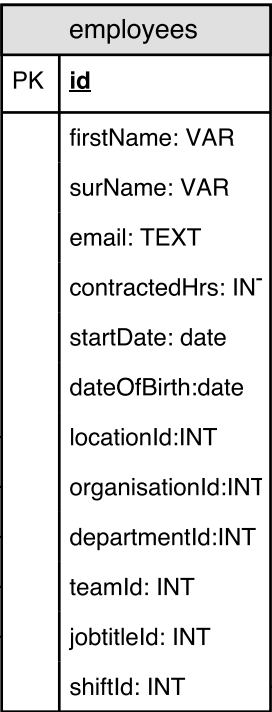 employees
PK id
firstName: VAR
surName: VAR
email: TEXT
contractedHrs: INT
startDate: date
dateOfBirth:date
locationId:INT
organisationId:INT
departmentId:INT
teamId: INT
jobtitleId: INT
shiftId: INT